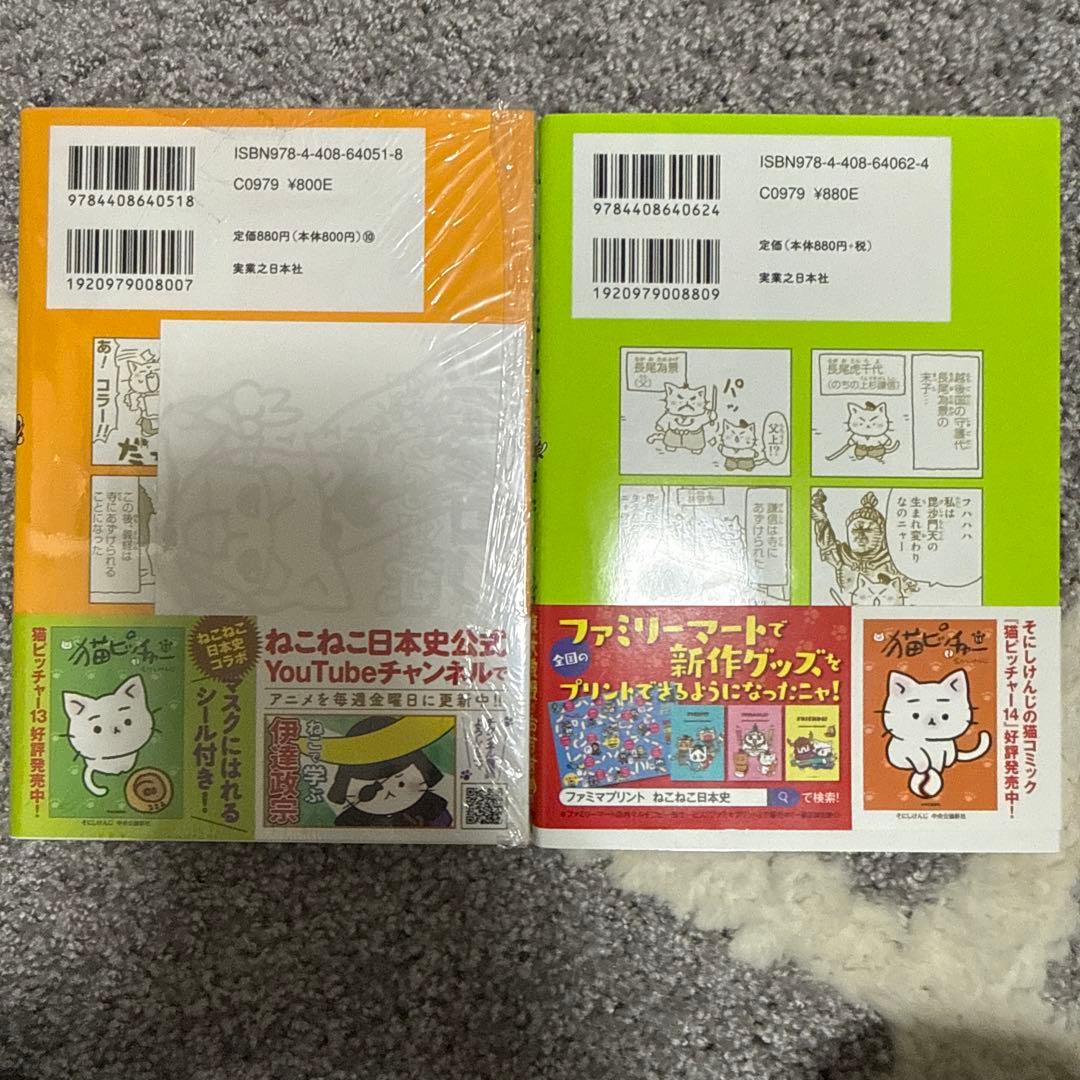 ISBN978-4-408-64051-8
C0979 ¥800E
9784408640518
定価880円(本体800円)⑩
1920979008007
実業之日本社
あ!コラー!!
だっ
この後、義経は
寺にあずけられる
ことになった
猫ピッチャー13好評発売中!
猫ピッチャー
そにしけんじ 中央公論新社
ねこねこ
日本史
コラボ
マスクにはれる
シール付き!
ねこねこ日本史公式
YouTubeチャンネルで
アニメを毎週金曜日に更新中!!
ねこで学ぶ
伊達政宗
ISBN978-4-408-64062-4
C0979 ¥880E
9784408640624
定価(本体880円+税)
1920979008809
実業之日本社
長尾為景
(父)
パッ
父上!?
長尾虎千代
(のちの上杉謙信)
越後国の守護代
長尾為景の
末子…
謙信は寺に
あずけられた
フハハハ
私は
毘沙門天の
生まれ変わり
なのニャー
ファミリーマートで
全国の
新作グッズを
プリントできるようになったニャ!
ファミマプリント ねこねこ日本史
で検索!
猫ピッチャー
そにしけんじの猫コミック
「猫ピッチャー14」好評発売中!